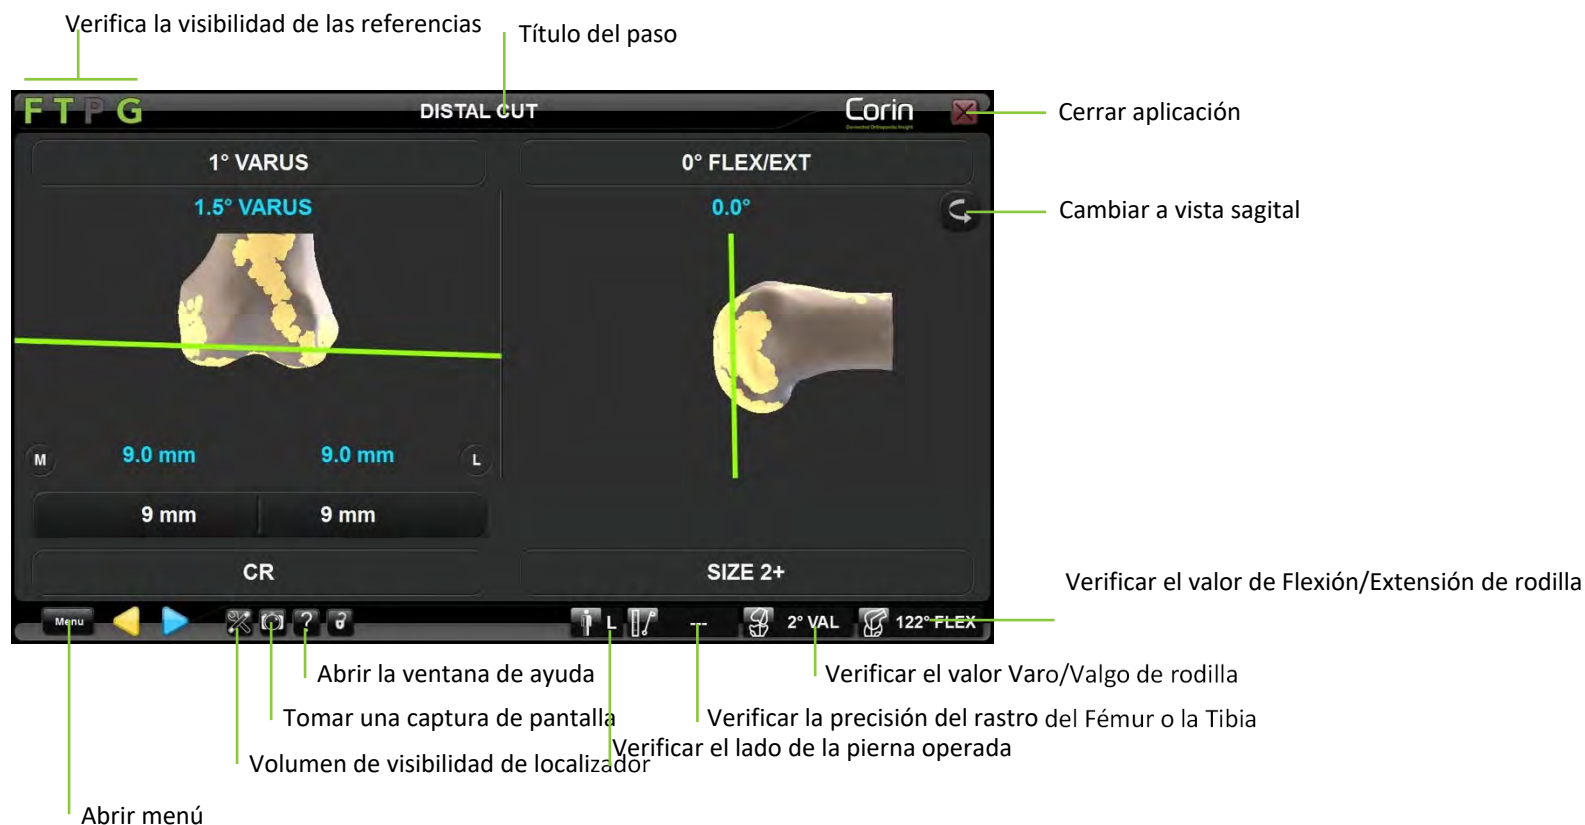 Verifica la visibilidad de las referencias
Título del paso
F T P G
DISTAL CUT
Corin
Connected Orthopaedic Insight
Cerrar aplicación
1° VARUS
0° FLEX/EXT
1.5° VARUS
0.0°
Cambiar a vista sagital
M
9.0 mm
9.0 mm
L
9 mm
9 mm
CR
SIZE 2+
Verificar el valor de Flexión/Extensión de rodilla
Menu
?
L
---
2° VAL
122° FLEX
Abrir la ventana de ayuda
Verificar el valor Varo/Valgo de rodilla
Tomar una captura de pantalla
Verificar la precisión del rastro del Fémur o la Tibia
Verificar el lado de la pierna operada
Volumen de visibilidad de localizador
Abrir menú